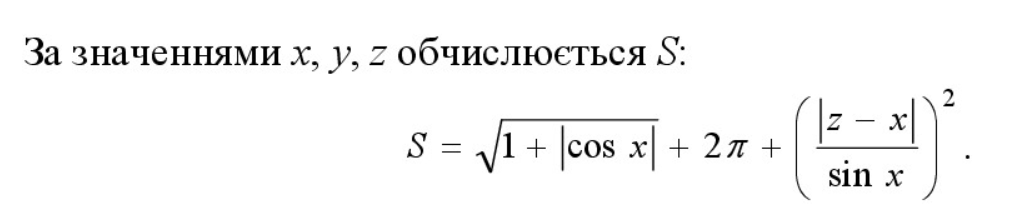 За значеннями x, y, z обчислюється S:
S = √(1 + |cos x|) + 2π + (|z − x| / sin x)².